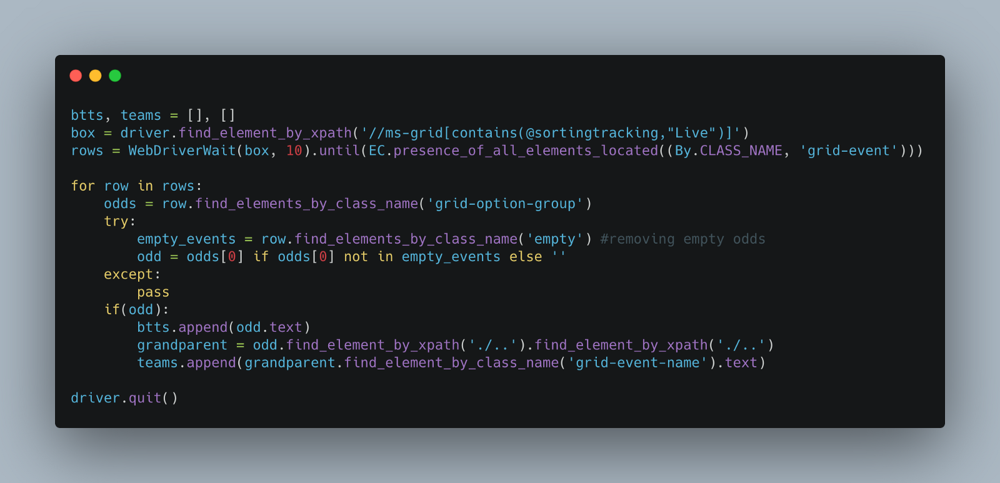 btts, teams = [], []
box = driver.find_element_by_xpath('//ms-grid[contains(@sortingtracking,"Live")]')
rows = WebDriverWait(box, 10).until(EC.presence_of_all_elements_located((By.CLASS_NAME, 'grid-event')))

for row in rows:
    odds = row.find_elements_by_class_name('grid-option-group')
    try:
        empty_events = row.find_elements_by_class_name('empty') #removing empty odds
        odd = odds[0] if odds[0] not in empty_events else ''
    except:
        pass
    if(odd):
        btts.append(odd.text)
        grandparent = odd.find_element_by_xpath('./..').find_element_by_xpath('./..')
        teams.append(grandparent.find_element_by_class_name('grid-event-name').text)

driver.quit()